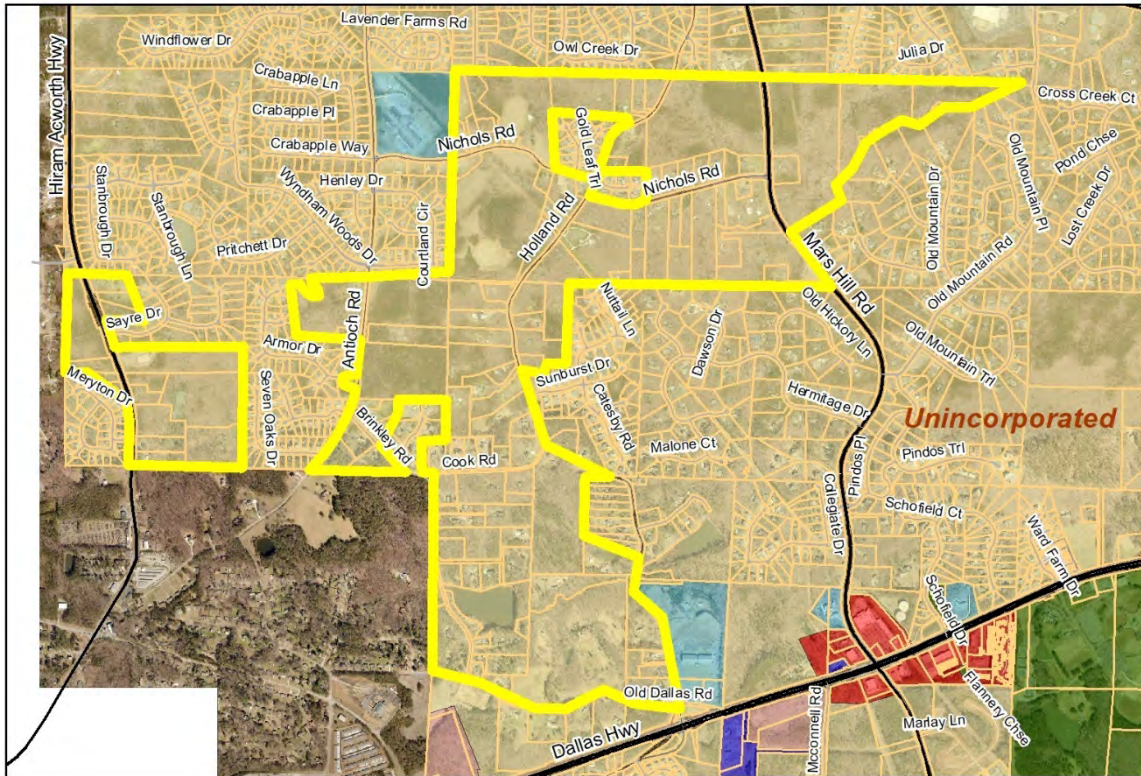 Lavender Farms Rd
Windflower Dr
Owl Creek Dr
Julia Dr
Hiram Acworth Hwy
Crabapple Ln
Cross Creek Ct
Crabapple Pl
Gold Leaf Trl
Nichols Rd
Crabapple Way
Old Mountain Pl
Pond Chse
Henley Dr
Nichols Rd
Stanbrough Dr
Stanbrough Ln
Wyndham Woods Dr
Holland Rd
Old Mountain Dr
Lost Creek Dr
Pritchett Dr
Courtland Cir
Mars Hill Rd
Old Mountain Rd
Sayre Dr
Antioch Rd
Nuttail Ln
Dawson Dr
Old Hickory Ln
Armor Dr
Old Mountain Trl
Meryton Dr
Sunburst Dr
Seven Oaks Dr
Brinkley Rd
Catesby Rd
Hermitage Dr
Unincorporated
Malone Ct
Pindos Pl
Pindos Trl
Cook Rd
Collegiate Dr
Schofield Ct
Ward Farm Dr
Schofield Dr
Old Dallas Rd
Flannery Chse
Mcconnell Rd
Marlay Ln
Dallas Hwy